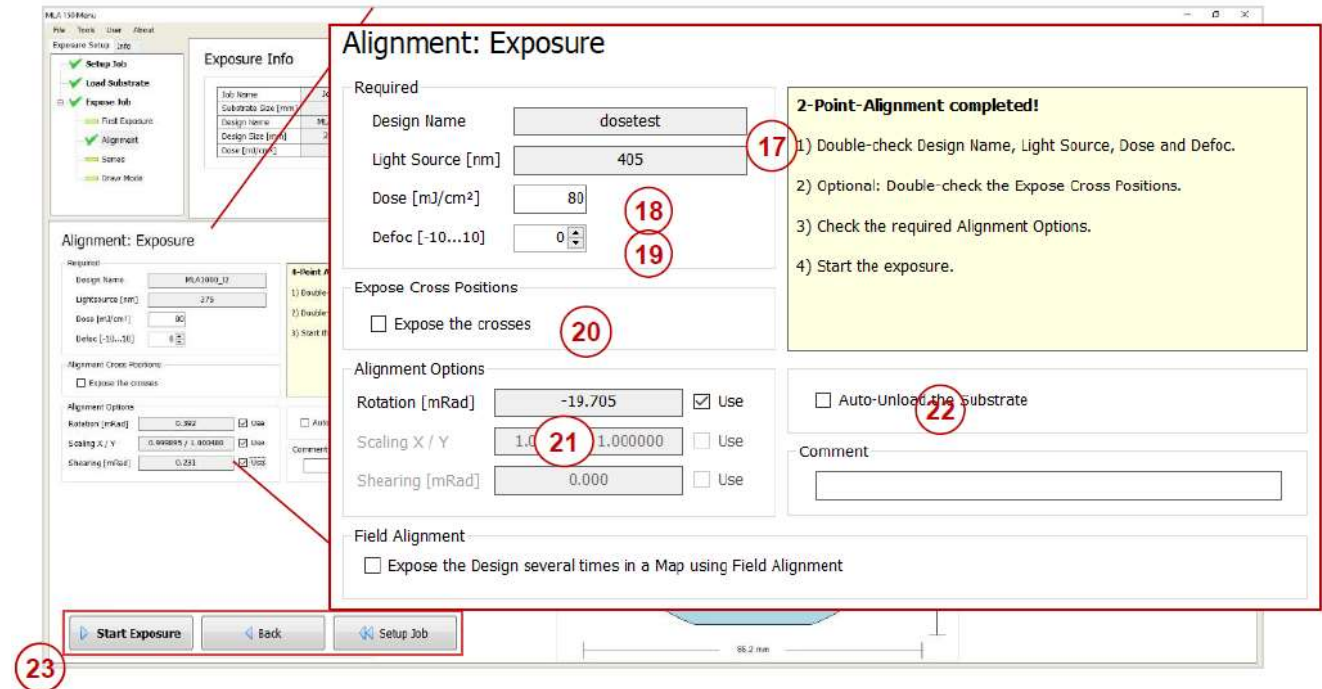 MLA 150 Menu
File Tools User About
Exposure Setup Info
Setup Job
Load Substrate
Expose Job
First Exposure
Alignment
Series
Draw Mode
Exposure Info
Job Name
Substrate Size [mm]
Design Name
Design Size [mm]
Dose [mJ/cm²]
Alignment: Exposure
Required
Design Name
Lightsource [nm] 375
Dose [mJ/cm²] 80
Defoc [-10...10]
Alignment Cross Positions
Expose the crosses
Alignment Options
Rotation [mRad] 0.392 Use
Scaling X / Y Use
Shearing [mRad] 0.231 Use
Start Exposure
Back
Setup Job
23
86.2 mm
Alignment: Exposure
Required
Design Name dosetest
Light Source [nm] 405
17
Dose [mJ/cm²] 80
18
Defoc [-10...10] 0
19
Expose Cross Positions
Expose the crosses
20
Alignment Options
Rotation [mRad] -19.705 Use
Scaling X / Y 1.0 1.000000 Use
21
Shearing [mRad] 0.000 Use
Field Alignment
Expose the Design several times in a Map using Field Alignment
2-Point-Alignment completed!
1) Double-check Design Name, Light Source, Dose and Defoc.
2) Optional: Double-check the Expose Cross Positions.
3) Check the required Alignment Options.
4) Start the exposure.
Auto-Unload the Substrate
22
Comment